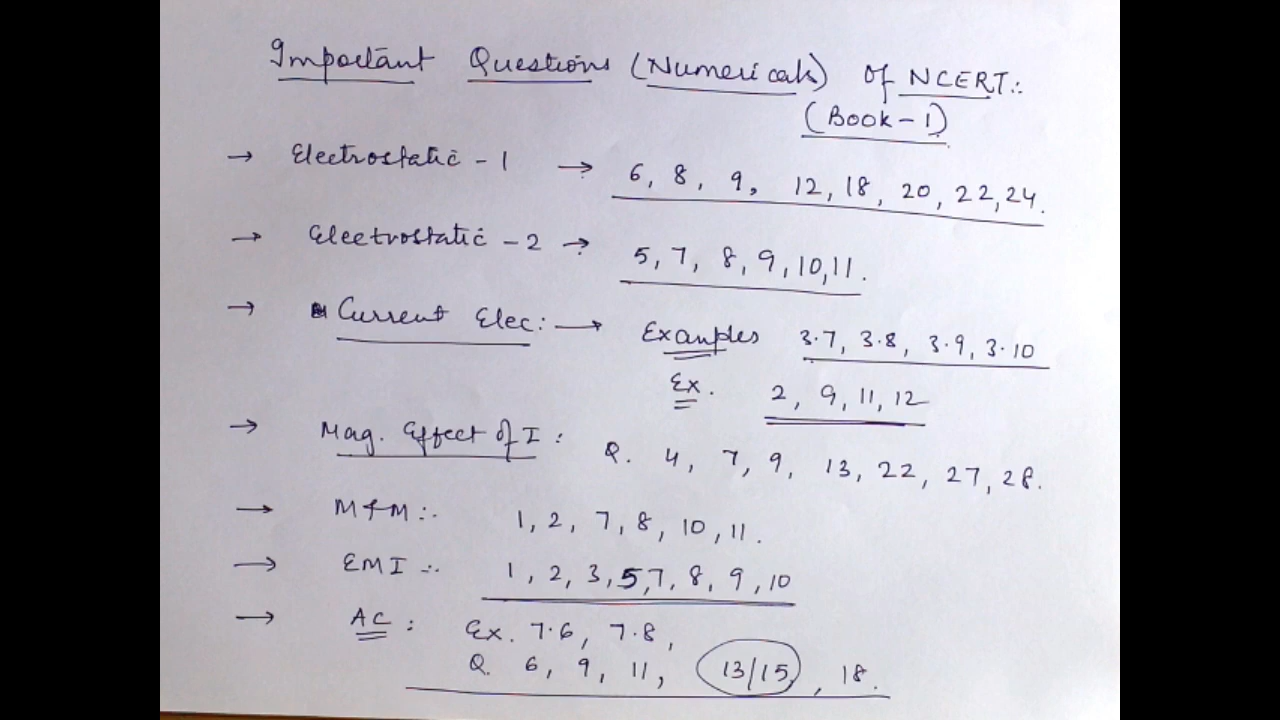 Important Questions (Numericals) of NCERT:.
(Book-1)
→ Electrostatic - 1 → 6, 8, 9, 12, 18, 20, 22, 24.
→ Electrostatic - 2 → 5, 7, 8, 9, 10, 11.
→ Current Elec: → Examples 3.7, 3.8, 3.9, 3.10
Ex. 2, 9, 11, 12
→ Mag. Effect of I : Q. 4, 7, 9, 13, 22, 27, 28.
→ M&M:. 1, 2, 7, 8, 10, 11.
→ EMI :. 1, 2, 3, 5, 7, 8, 9, 10
→ AC : Ex. 7.6, 7.8,
Q. 6, 9, 11, 13/15, 18.